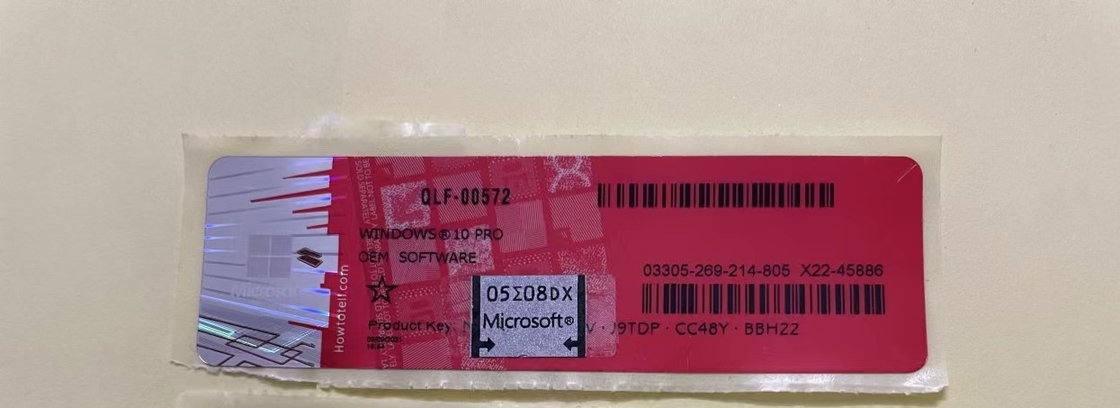 QLF-00572
WINDOWS® 10 PRO
OEM SOFTWARE
03305-269-214-805 X22-45886
05Σ08DX
Microsoft®
Product Key: N V · J9TDP · CC48Y · BBH22
Microsoft
Howtotell.com